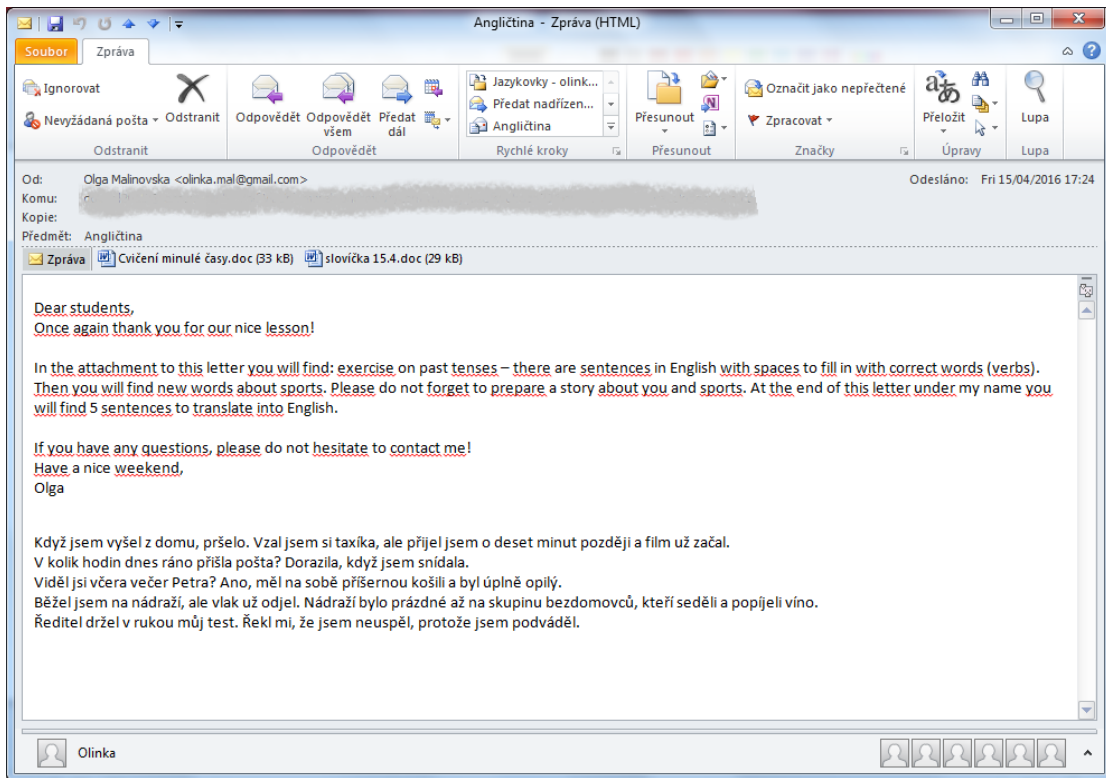 Angličtina - Zpráva (HTML)
Soubor Zpráva
Ignorovat
Nevyžádaná pošta
Odstranit
Odstranit
Odpovědět
Odpovědět všem
Předat dál
Odpovědět
Jazykovky - olink...
Předat nadřízen...
Angličtina
Rychlé kroky
Přesunout
Přesunout
Označit jako nepřečtené
Zpracovat
Značky
Přeložit
Úpravy
Lupa
Lupa
Od: Olga Malinovska <olinka.mal@gmail.com> Odesláno: Fri 15/04/2016 17:24
Komu:
Kopie:
Předmět: Angličtina
Zpráva Cvičení minulé časy.doc (33 kB) slovíčka 15.4.doc (29 kB)
Dear students,
Once again thank you for our nice lesson!
In the attachment to this letter you will find: exercise on past tenses – there are sentences in English with spaces to fill in with correct words (verbs).
Then you will find new words about sports. Please do not forget to prepare a story about you and sports. At the end of this letter under my name you
will find 5 sentences to translate into English.
If you have any questions, please do not hesitate to contact me!
Have a nice weekend,
Olga
Když jsem vyšel z domu, pršelo. Vzal jsem si taxíka, ale přijel jsem o deset minut později a film už začal.
V kolik hodin dnes ráno přišla pošta? Dorazila, když jsem snídala.
Viděl jsi včera večer Petra? Ano, měl na sobě příšernou košili a byl úplně opilý.
Běžel jsem na nádraží, ale vlak už odjel. Nádraží bylo prázdné až na skupinu bezdomovců, kteří seděli a popíjeli víno.
Ředitel držel v rukou můj test. Řekl mi, že jsem neuspěl, protože jsem podváděl.
Olinka